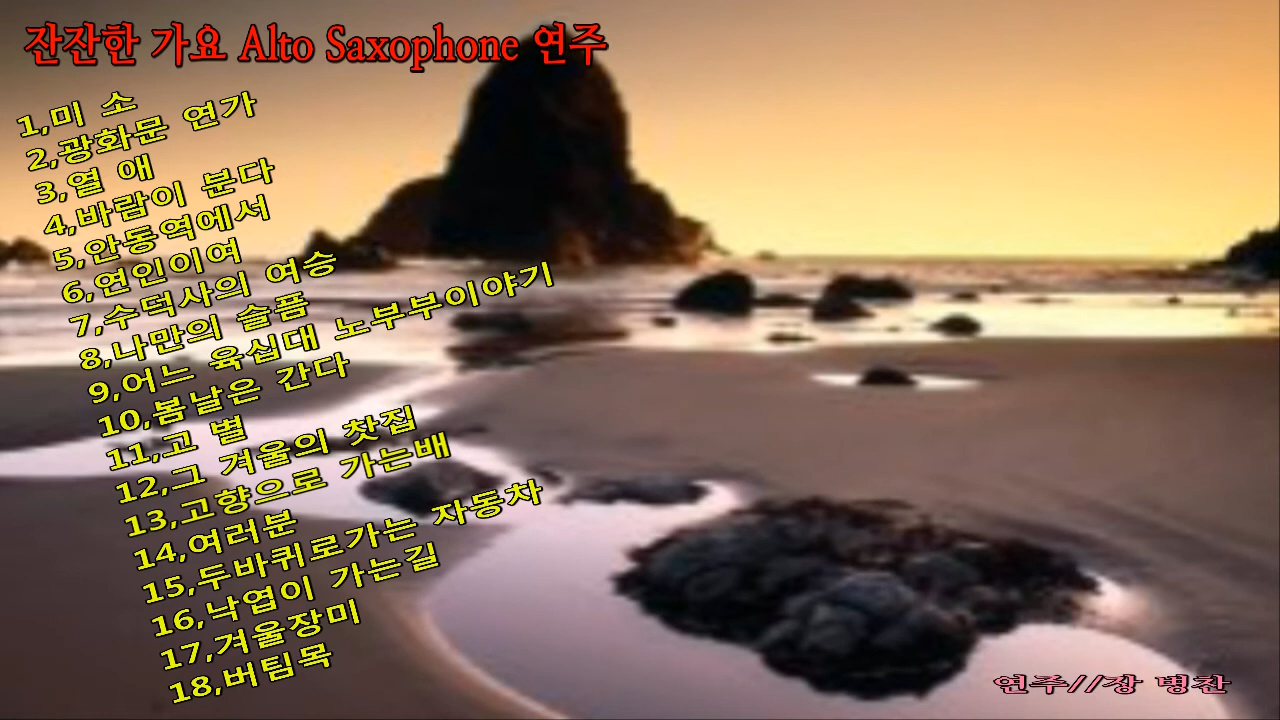 잔잔한 가요 Alto Saxophone 연주
1,미 소
2,광화문 연가
3,열 애
4,바람이 분다
5,안동역에서
6,연인이여
7,수덕사의 여승
8,나만의 슬픔
9,어느 육십대 노부부이야기
10,봄날은 간다
11,고 별
12,그 겨울의 찻집
13,고향으로 가는배
14,여러분
15,두바퀴로가는 자동차
16,낙엽이 가는길
17,겨울장미
18,버팀목
연주//장 병찬